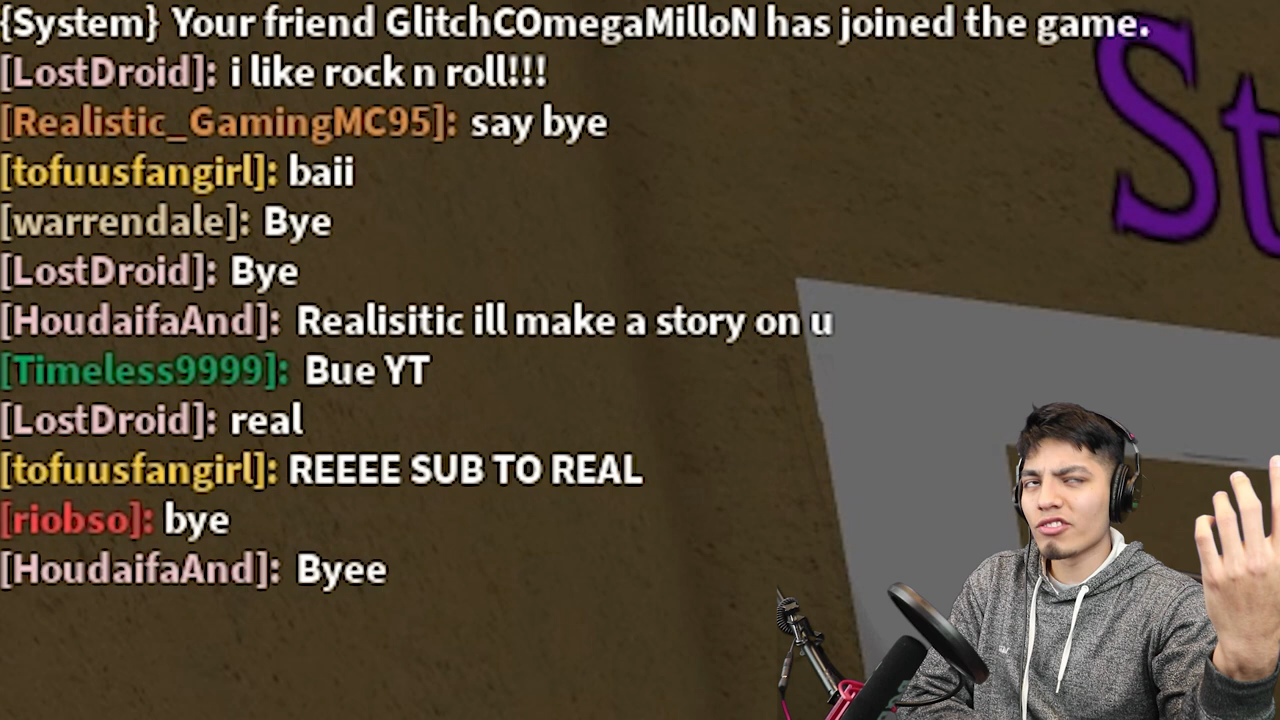 {System} Your friend GlitchCOmegaMilloN has joined the game.
[LostDroid]: i like rock n roll!!!
[Realistic_GamingMC95]: say bye
[tofuusfangirl]: baii
[warrendale]: Bye
[LostDroid]: Bye
[HoudaifaAnd]: Realisitic ill make a story on u
[Timeless9999]: Bue YT
[LostDroid]: real
[tofuusfangirl]: REEEE SUB TO REAL
[riobso]: bye
[HoudaifaAnd]: Byee
St